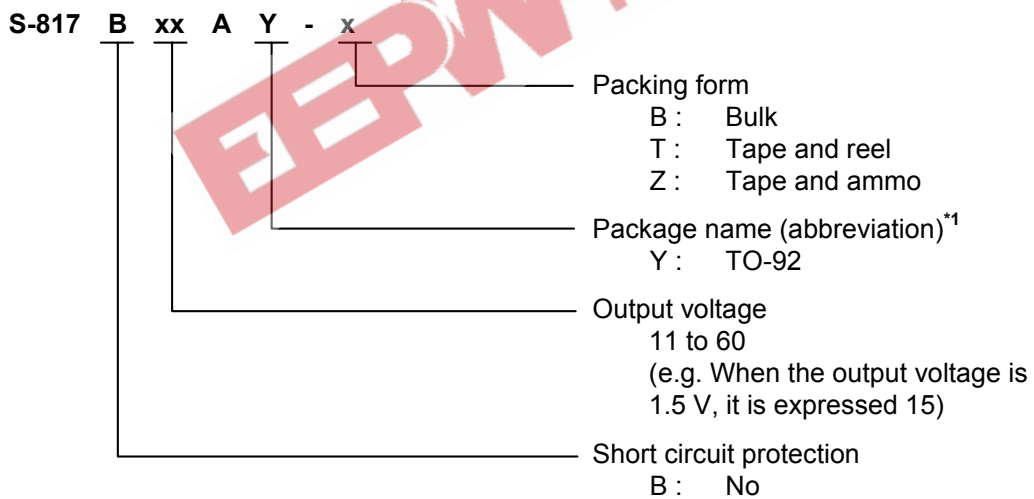 S-817 B xx A Y - x
Packing form
B : Bulk
T : Tape and reel
Z : Tape and ammo
Package name (abbreviation)*1
Y : TO-92
Output voltage
11 to 60
(e.g. When the output voltage is
1.5 V, it is expressed 15)
Short circuit protection
B : No